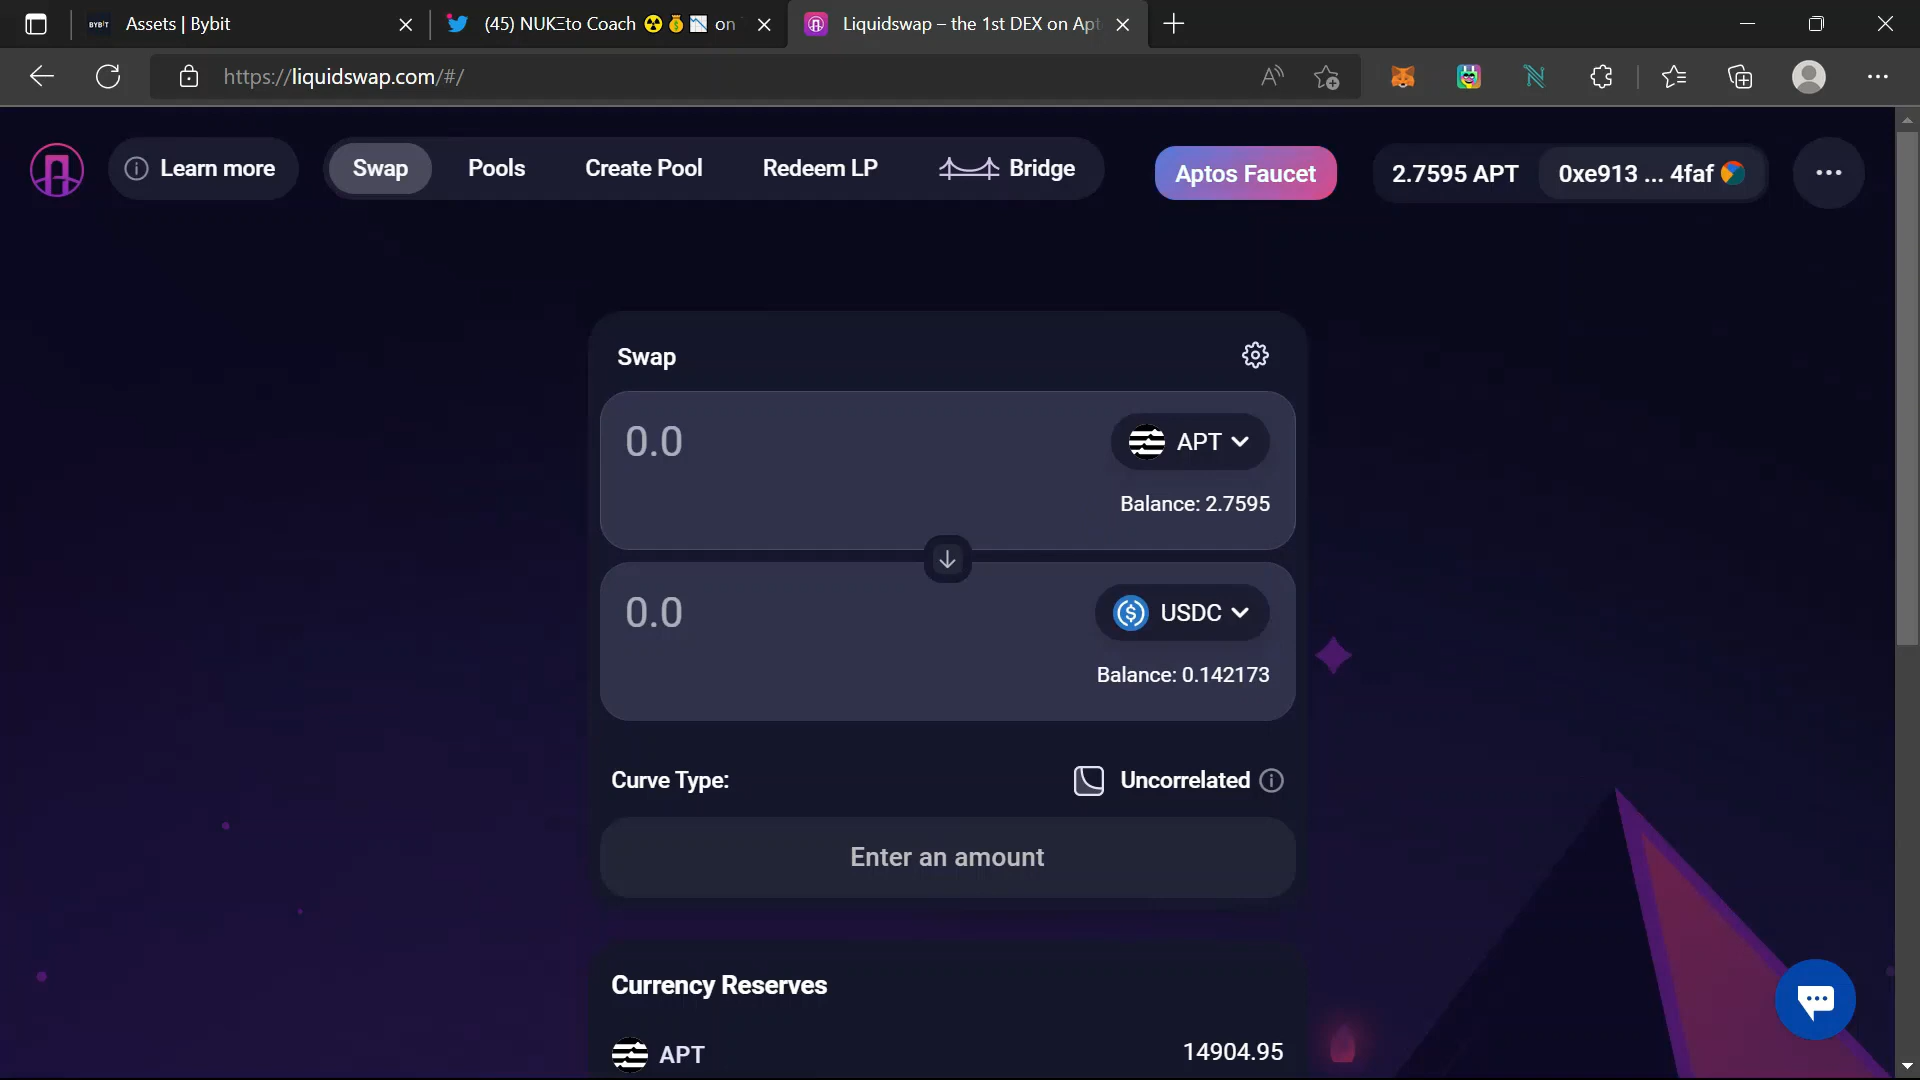 Assets | Bybit
(45) NUKΞto Coach ☢️💰📉 on
Liquidswap – the 1st DEX on Apt
https://liquidswap.com/#/
Learn more
Swap
Pools
Create Pool
Redeem LP
Bridge
Aptos Faucet
2.7595 APT
0xe913 ... 4faf
Swap
0.0
APT
Balance: 2.7595
0.0
USDC
Balance: 0.142173
Curve Type:
Uncorrelated
Enter an amount
Currency Reserves
APT
14904.95